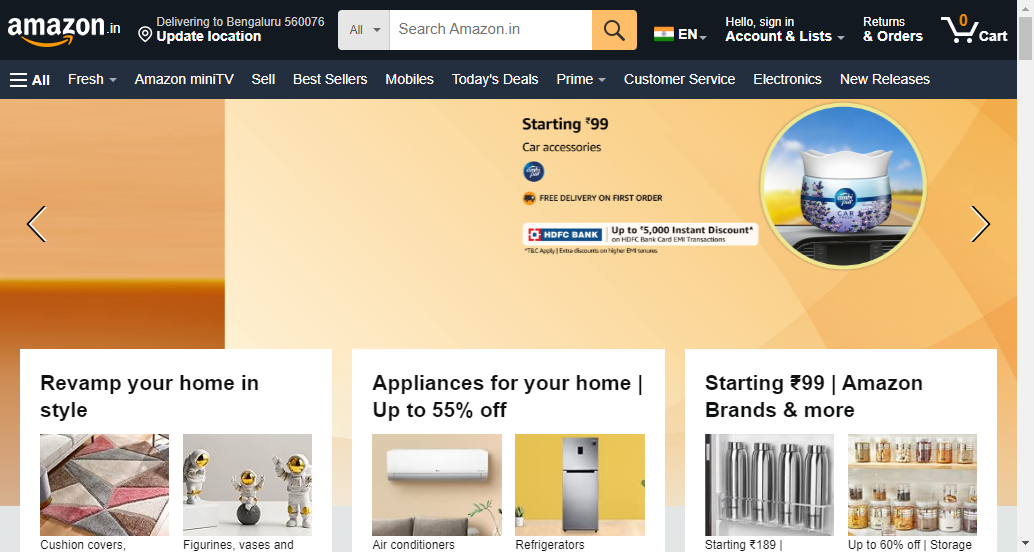 amazon.in
Delivering to Bengaluru 560076
Update location
All
Search Amazon.in
EN
Hello, sign in
Account & Lists
Returns
& Orders
0
Cart
All
Fresh
Amazon miniTV
Sell
Best Sellers
Mobiles
Today's Deals
Prime
Customer Service
Electronics
New Releases
Starting ₹99
Car accessories
ambi pur
FREE DELIVERY ON FIRST ORDER
HDFC BANK
Up to ₹5,000 Instant Discount*
on HDFC Bank Card EMI Transactions
*T&C Apply | Extra discounts on higher EMI tenures
ambi pur
CAR
Revamp your home in
style
Appliances for your home |
Up to 55% off
Starting ₹99 | Amazon
Brands & more
Cushion covers,
Figurines, vases and
Air conditioners
Refrigerators
Starting ₹189 |
Up to 60% off | Storage